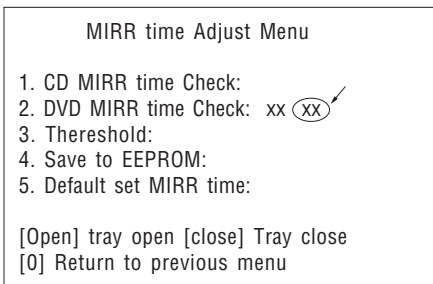 MIRR time Adjust Menu
1. CD MIRR time Check:
2. DVD MIRR time Check: xx xx
3. Thereshold:
4. Save to EEPROM:
5. Default set MIRR time:
[Open] tray open [close] Tray close
[0] Return to previous menu